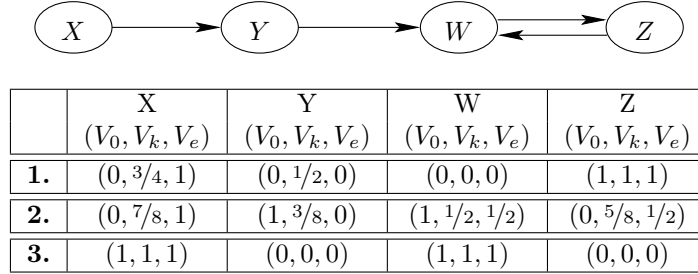 X Y W Z
X Y W Z
(V₀, Vₖ, Vₑ) (V₀, Vₖ, Vₑ) (V₀, Vₖ, Vₑ) (V₀, Vₖ, Vₑ)
1. (0, 3/4, 1) (0, 1/2, 0) (0, 0, 0) (1, 1, 1)
2. (0, 7/8, 1) (1, 3/8, 0) (1, 1/2, 1/2) (0, 5/8, 1/2)
3. (1, 1, 1) (0, 0, 0) (1, 1, 1) (0, 0, 0)